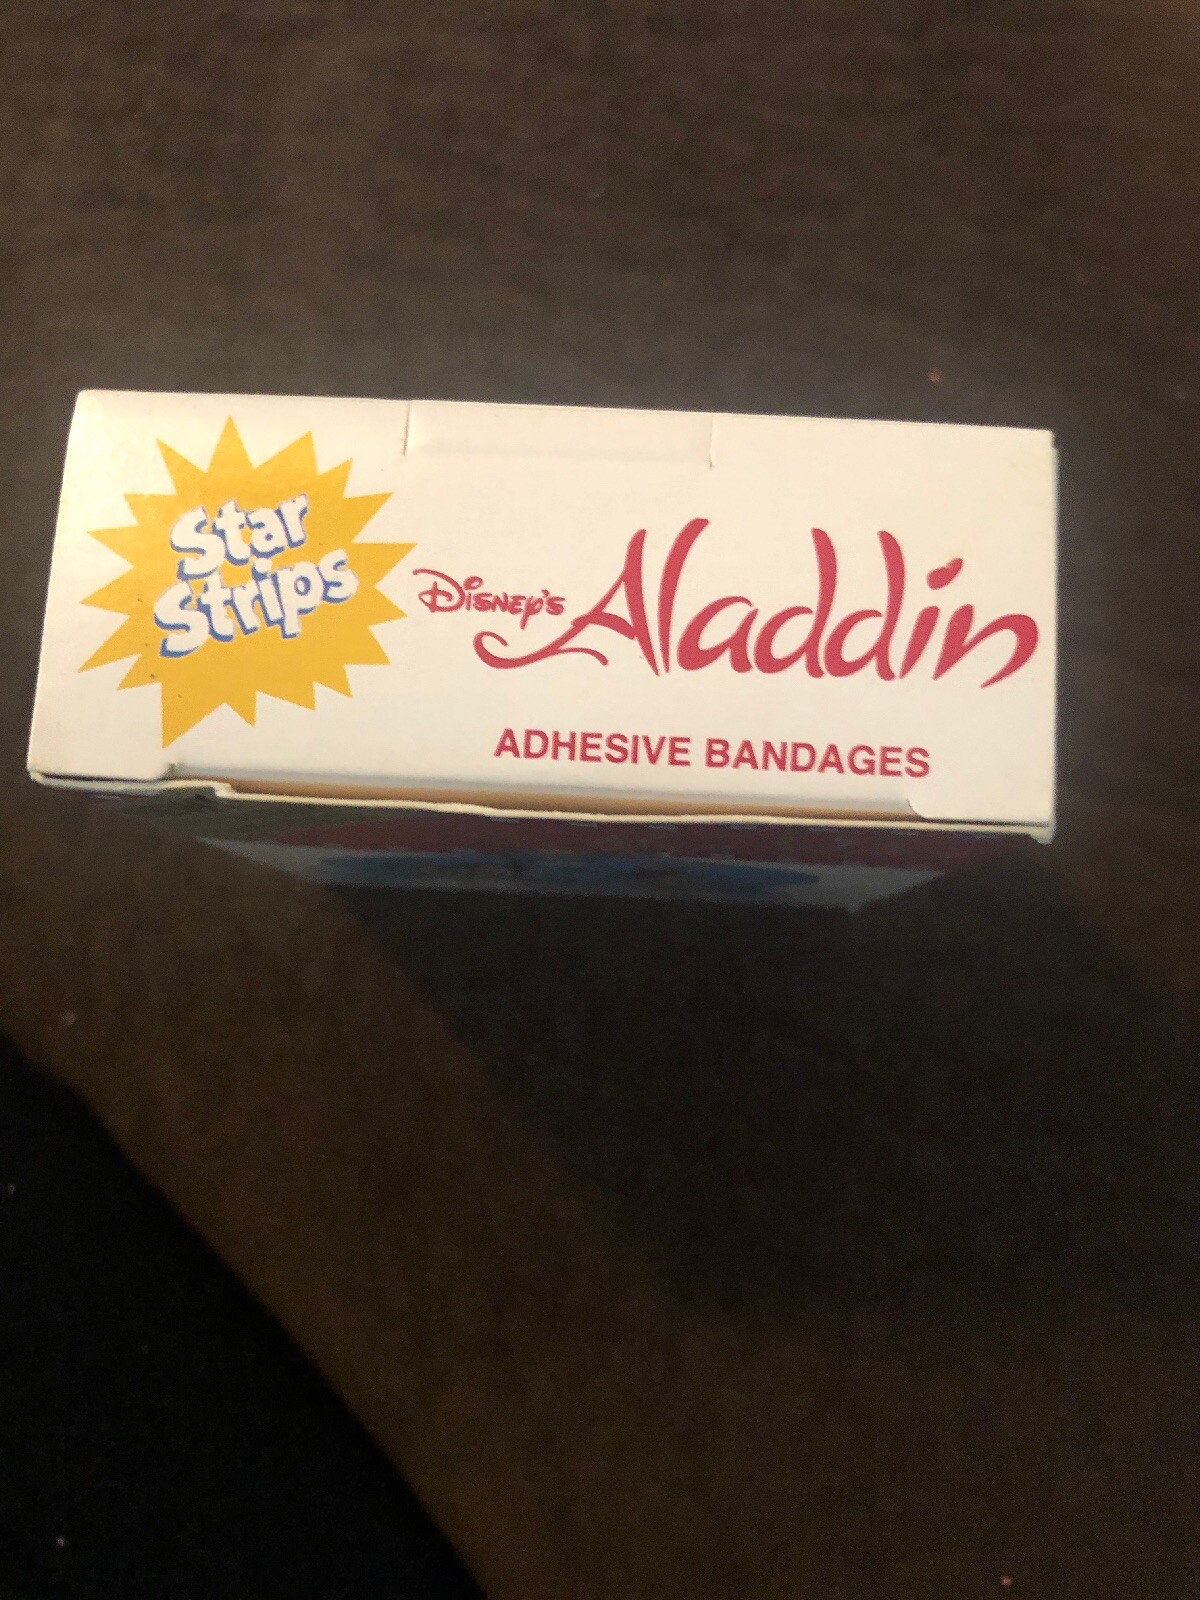 Star
Strips
Disney's Aladdin
ADHESIVE BANDAGES